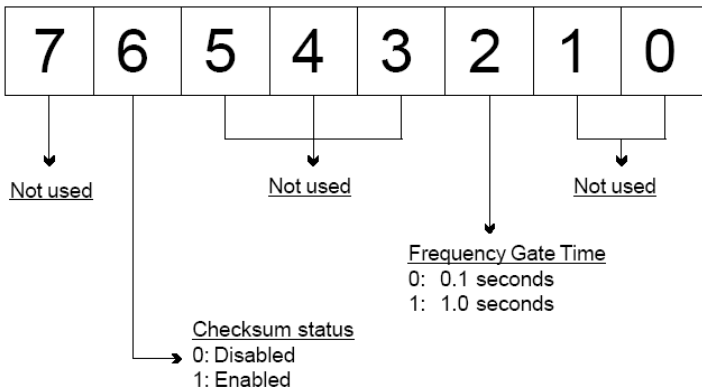 7 6 5 4 3 2 1 0
Not used
Not used
Not used
Frequency Gate Time
0: 0.1 seconds
1: 1.0 seconds
Checksum status
0: Disabled
1: Enabled